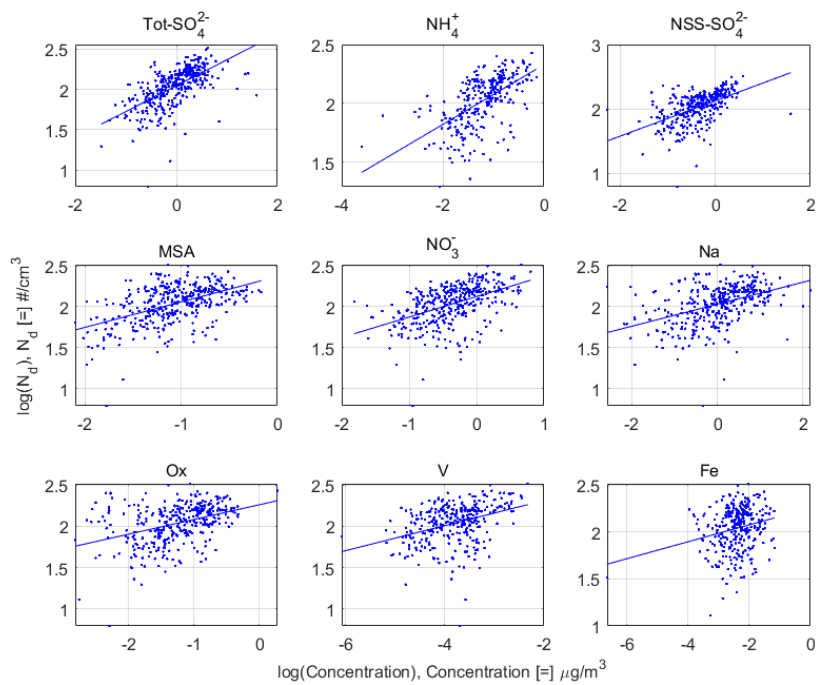 Tot-SO₄²⁻ NH₄⁺ NSS-SO₄²⁻
2.5 2.5 3
2 2 2
1.5 1.5 1
1
-2 0 2 -4 -2 0 -2 0 2
MSA NO₃⁻ Na
2.5 2.5 2.5
2 2 2
1.5 1.5 1.5
1 1 1
-2 -1 0 -2 -1 0 1 -2 0 2
log(N_d), N_d [=] #/cm³
Ox V Fe
2.5 2.5 2.5
2 2 2
1.5 1.5 1.5
1 1 1
-2 -1 0 -6 -4 -2 -6 -4 -2 0
log(Concentration), Concentration [=] μg/m³